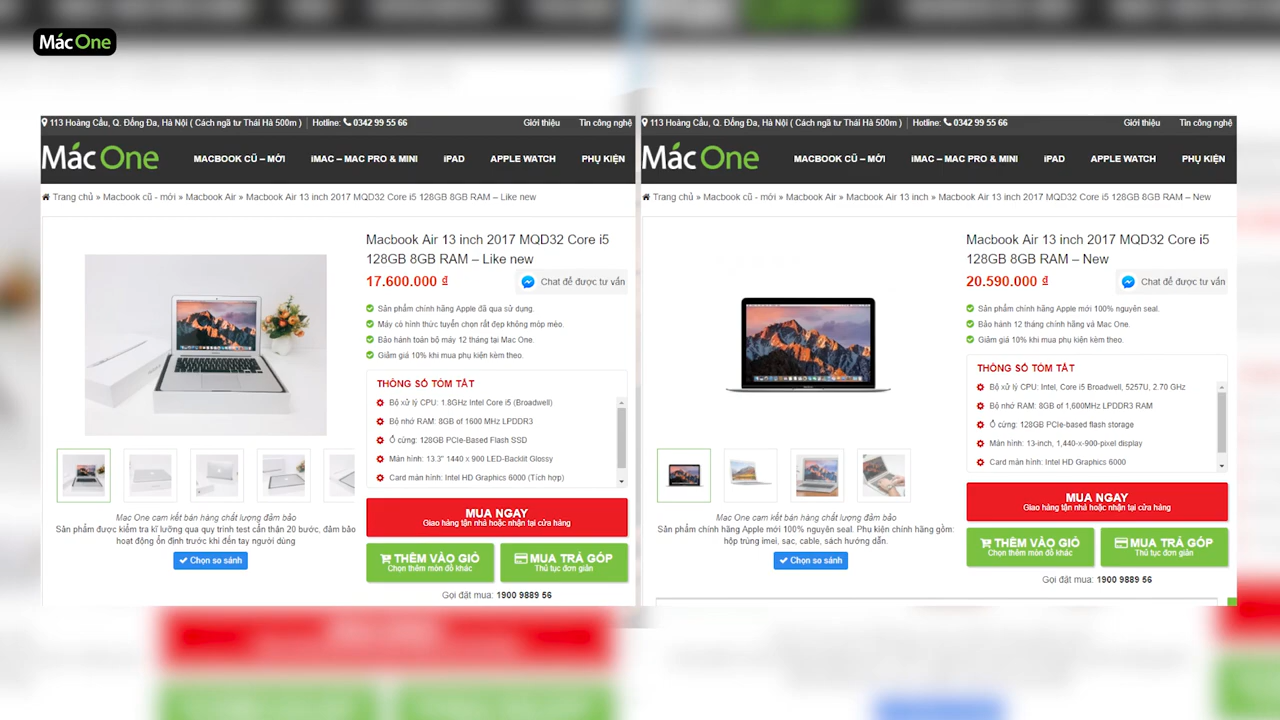 Mác One
113 Hoàng Cầu, Q. Đống Đa, Hà Nội ( Cách ngã tư Thái Hà 500m ) Hotline: 0342 99 55 66 Giới thiệu Tin công nghệ
Mác One MACBOOK CŨ – MỚI iMAC – MAC PRO & MINI iPAD APPLE WATCH PHỤ KIỆN
Trang chủ » Macbook cũ - mới » Macbook Air » Macbook Air 13 inch 2017 MQD32 Core i5 128GB 8GB RAM – Like new
Macbook Air 13 inch 2017 MQD32 Core i5
128GB 8GB RAM – Like new
17.600.000 ₫ Chat để được tư vấn
Sản phẩm chính hãng Apple đã qua sử dụng.
Máy có hình thức tuyển chọn rất đẹp không móp méo.
Bảo hành toàn bộ máy 12 tháng tại Mac One.
Giảm giá 10% khi mua phụ kiện kèm theo.
THÔNG SỐ TÓM TẮT
Bộ xử lý CPU: 1.8GHz Intel Core i5 (Broadwell)
Bộ nhớ RAM: 8GB of 1600 MHz LPDDR3
Ổ cứng: 128GB PCIe-Based Flash SSD
Màn hình: 13.3" 1440 x 900 LED-Backlit Glossy
Card màn hình: Intel HD Graphics 6000 (Tích hợp)
MUA NGAY
Giao hàng tận nhà hoặc nhận tại cửa hàng
THÊM VÀO GIỎ
Chọn thêm món đồ khác
MUA TRẢ GÓP
Thủ tục đơn giản
Gọi đặt mua: 1900 9889 56
Mac One cam kết bán hàng chất lượng đảm bảo
Sản phẩm được kiểm tra kĩ lưỡng qua quy trình test cẩn thận 20 bước, đảm bảo
hoạt động ổn định trước khi đến tay người dùng
Chọn so sánh
113 Hoàng Cầu, Q. Đống Đa, Hà Nội ( Cách ngã tư Thái Hà 500m ) Hotline: 0342 99 55 66 Giới thiệu Tin công nghệ
Mác One MACBOOK CŨ – MỚI iMAC – MAC PRO & MINI iPAD APPLE WATCH PHỤ KIỆN
Trang chủ » Macbook cũ - mới » Macbook Air » Macbook Air 13 inch » Macbook Air 13 inch 2017 MQD32 Core i5 128GB 8GB RAM – New
Macbook Air 13 inch 2017 MQD32 Core i5
128GB 8GB RAM – New
20.590.000 ₫ Chat để được tư vấn
Sản phẩm chính hãng Apple mới 100% nguyên seal.
Bảo hành 12 tháng chính hãng và Mac One.
Giảm giá 10% khi mua phụ kiện kèm theo.
THÔNG SỐ TÓM TẮT
Bộ xử lý CPU: Intel, Core i5 Broadwell, 5257U, 2.70 GHz
Bộ nhớ RAM: 8GB of 1,600MHz LPDDR3 RAM
Ổ cứng: 128GB PCIe-based flash storage
Màn hình: 13-inch, 1,440-x-900-pixel display
Card màn hình: Intel HD Graphics 6000
MUA NGAY
Giao hàng tận nhà hoặc nhận tại cửa hàng
THÊM VÀO GIỎ
Chọn thêm món đồ khác
MUA TRẢ GÓP
Thủ tục đơn giản
Gọi đặt mua: 1900 9889 56
Mac One cam kết bán hàng chất lượng đảm bảo
Sản phẩm chính hãng Apple mới 100% nguyên seal. Phụ kiện chính hãng gồm:
hộp trùng imei, sạc, cable, sách hướng dẫn.
Chọn so sánh